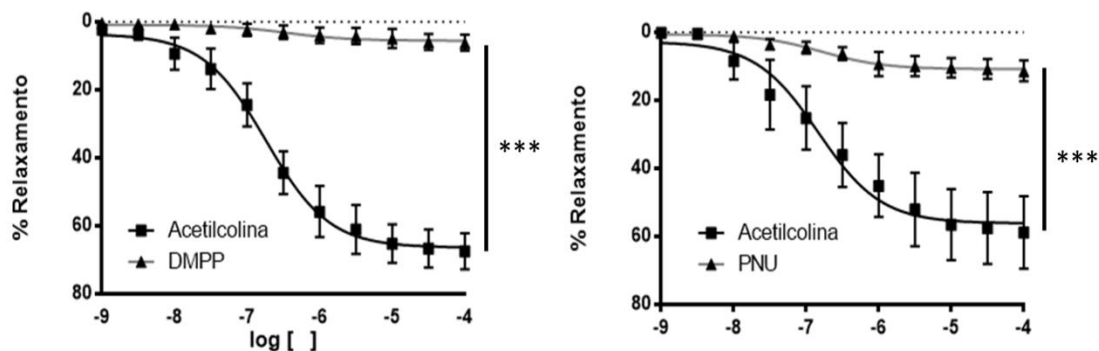 0
20
40
60
80
% Relaxamento
Acetilcolina
DMPP
***
-9 -8 -7 -6 -5 -4
log [ ]
0
20
40
60
80
% Relaxamento
Acetilcolina
PNU
***
-9 -8 -7 -6 -5 -4